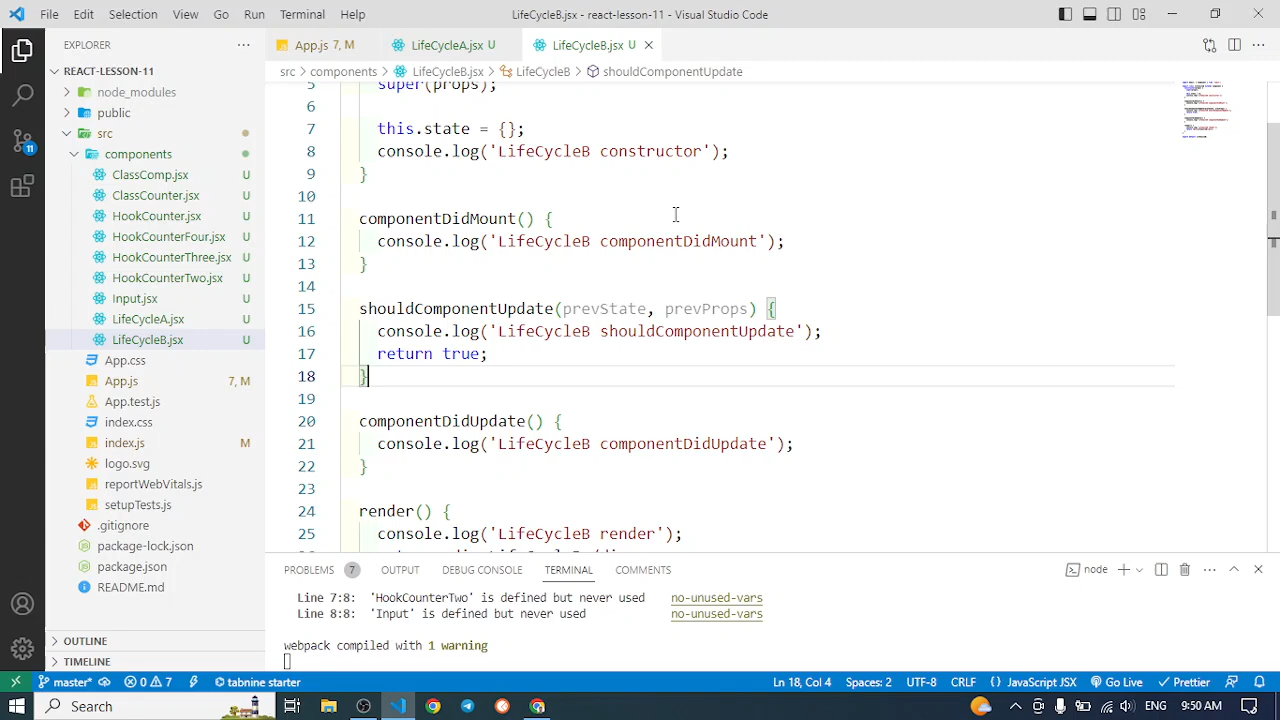 File Edit Selection View Go Run Terminal Help
LifeCycleB.jsx - react-lesson-11 - Visual Studio Code
EXPLORER
REACT-LESSON-11
node_modules
public
src
components
ClassComp.jsx U
ClassCounter.jsx U
HookCounter.jsx U
HookCounterFour.jsx U
HookCounterThree.jsx U
HookCounterTwo.jsx U
Input.jsx U
LifeCycleA.jsx U
LifeCycleB.jsx U
App.css
App.js 7, M
App.test.js
index.css
index.js M
logo.svg
reportWebVitals.js
setupTests.js
.gitignore
package-lock.json
package.json
README.md
OUTLINE
TIMELINE
11
App.js 7, M
LifeCycleA.jsx U
LifeCycleB.jsx U
src > components > LifeCycleB.jsx > LifeCycleB > shouldComponentUpdate
5 super(props);
6
7 this.state = {};
8 console.log('LifeCycleB constructor');
9 }
10
11 componentDidMount() {
12 console.log('LifeCycleB componentDidMount');
13 }
14
15 shouldComponentUpdate(prevState, prevProps) {
16 console.log('LifeCycleB shouldComponentUpdate');
17 return true;
18 }
19
20 componentDidUpdate() {
21 console.log('LifeCycleB componentDidUpdate');
22 }
23
24 render() {
25 console.log('LifeCycleB render');
PROBLEMS 7 OUTPUT DEBUG CONSOLE TERMINAL COMMENTS
node
Line 7:8: 'HookCounterTwo' is defined but never used no-unused-vars
Line 8:8: 'Input' is defined but never used no-unused-vars
webpack compiled with 1 warning
master* 0 7 tabnine starter
Ln 18, Col 4 Spaces: 2 UTF-8 CRLF {} JavaScript JSX Go Live Prettier
Search
ENG 9:50 AM